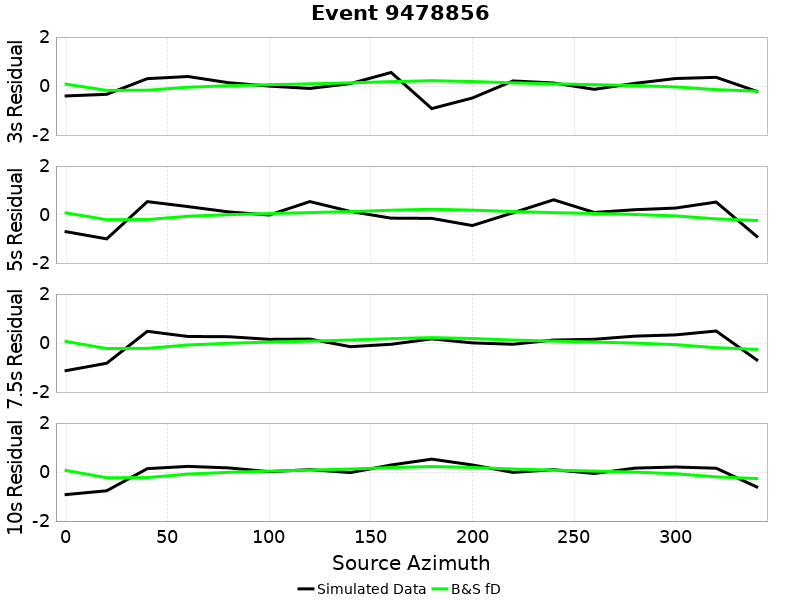 Event 9478856
3s Residual
2
0
-2
5s Residual
2
0
-2
7.5s Residual
2
0
-2
10s Residual
2
0
-2
0 50 100 150 200 250 300
Source Azimuth
Simulated Data B&S fD